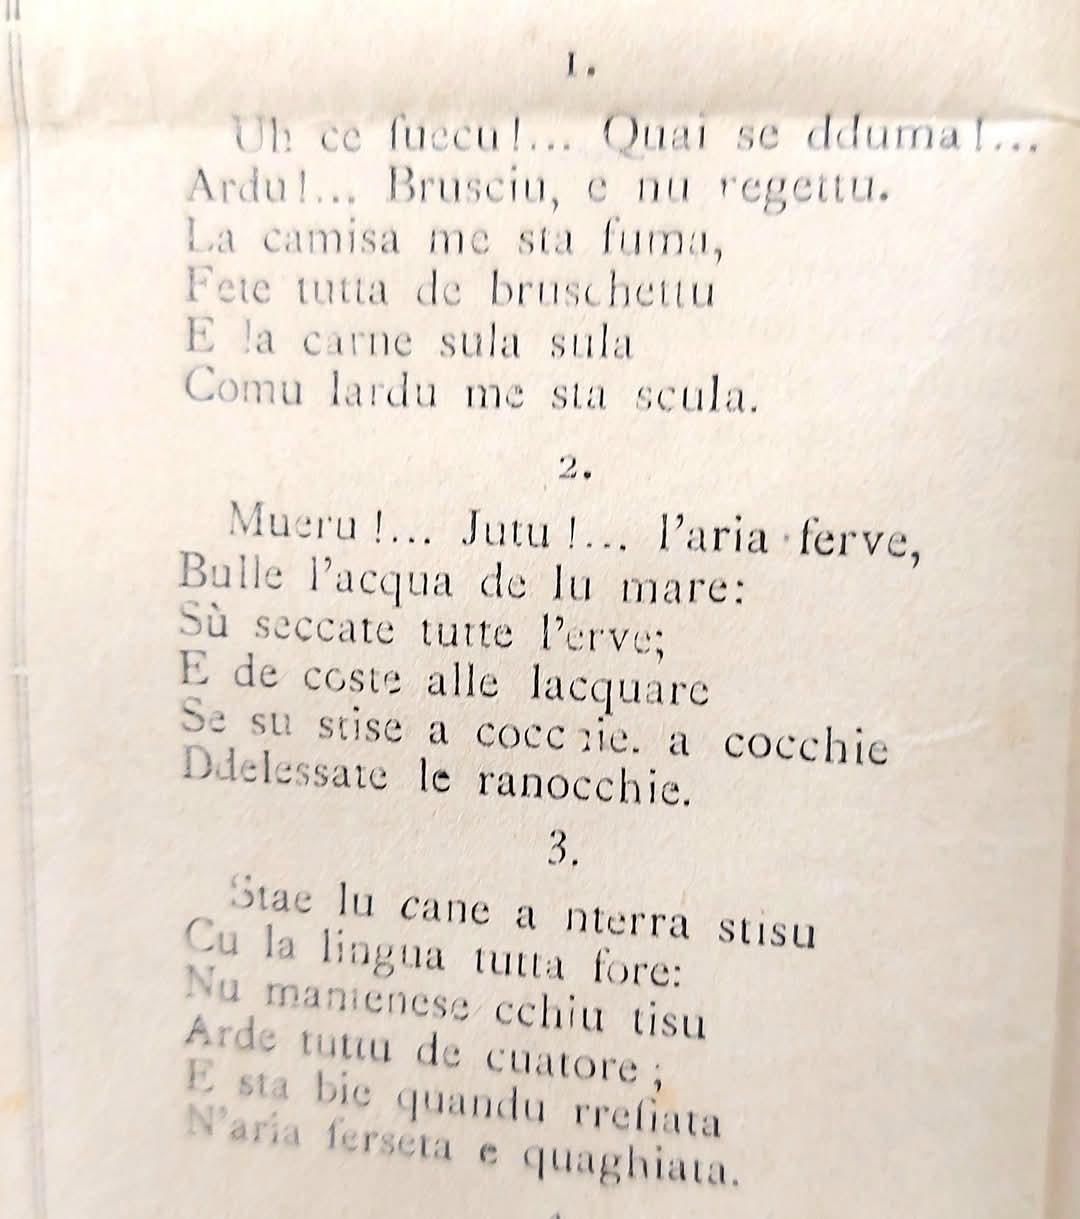 1.
Uh ce fuecu!... Quai se dduma!...
Ardu!... Brusciu, e nu regettu.
La camisa me sta fuma,
Fete tutta de bruschettu
E la carne sula sula
Comu lardu me sta scula.
2.
Mueru!... Jutu!... l'aria ferve,
Bulle l'acqua de lu mare:
Sù seccate tutte l'erve;
E de coste alle lacquare
Se su stise a cocchie. a cocchie
Ddelessate le ranocchie.
3.
Stae lu cane a nterra stisu
Cu la lingua tutta fore:
Nu mantenese cchiu tisu
Arde tuttu de cuatore;
E sta bie quandu rrefiata
N'aria ferseta e quaghiata.